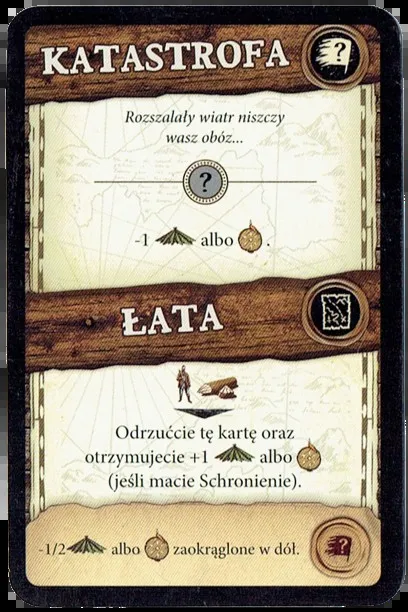 KATASTROFA
?
Rozszalały wiatr niszczy
wasz obóz...
?
-1 albo .
ŁATA
Odrzućcie tę kartę oraz
otrzymujecie +1 albo
(jeśli macie Schronienie).
-1/2 albo zaokrąglone w dół.
?